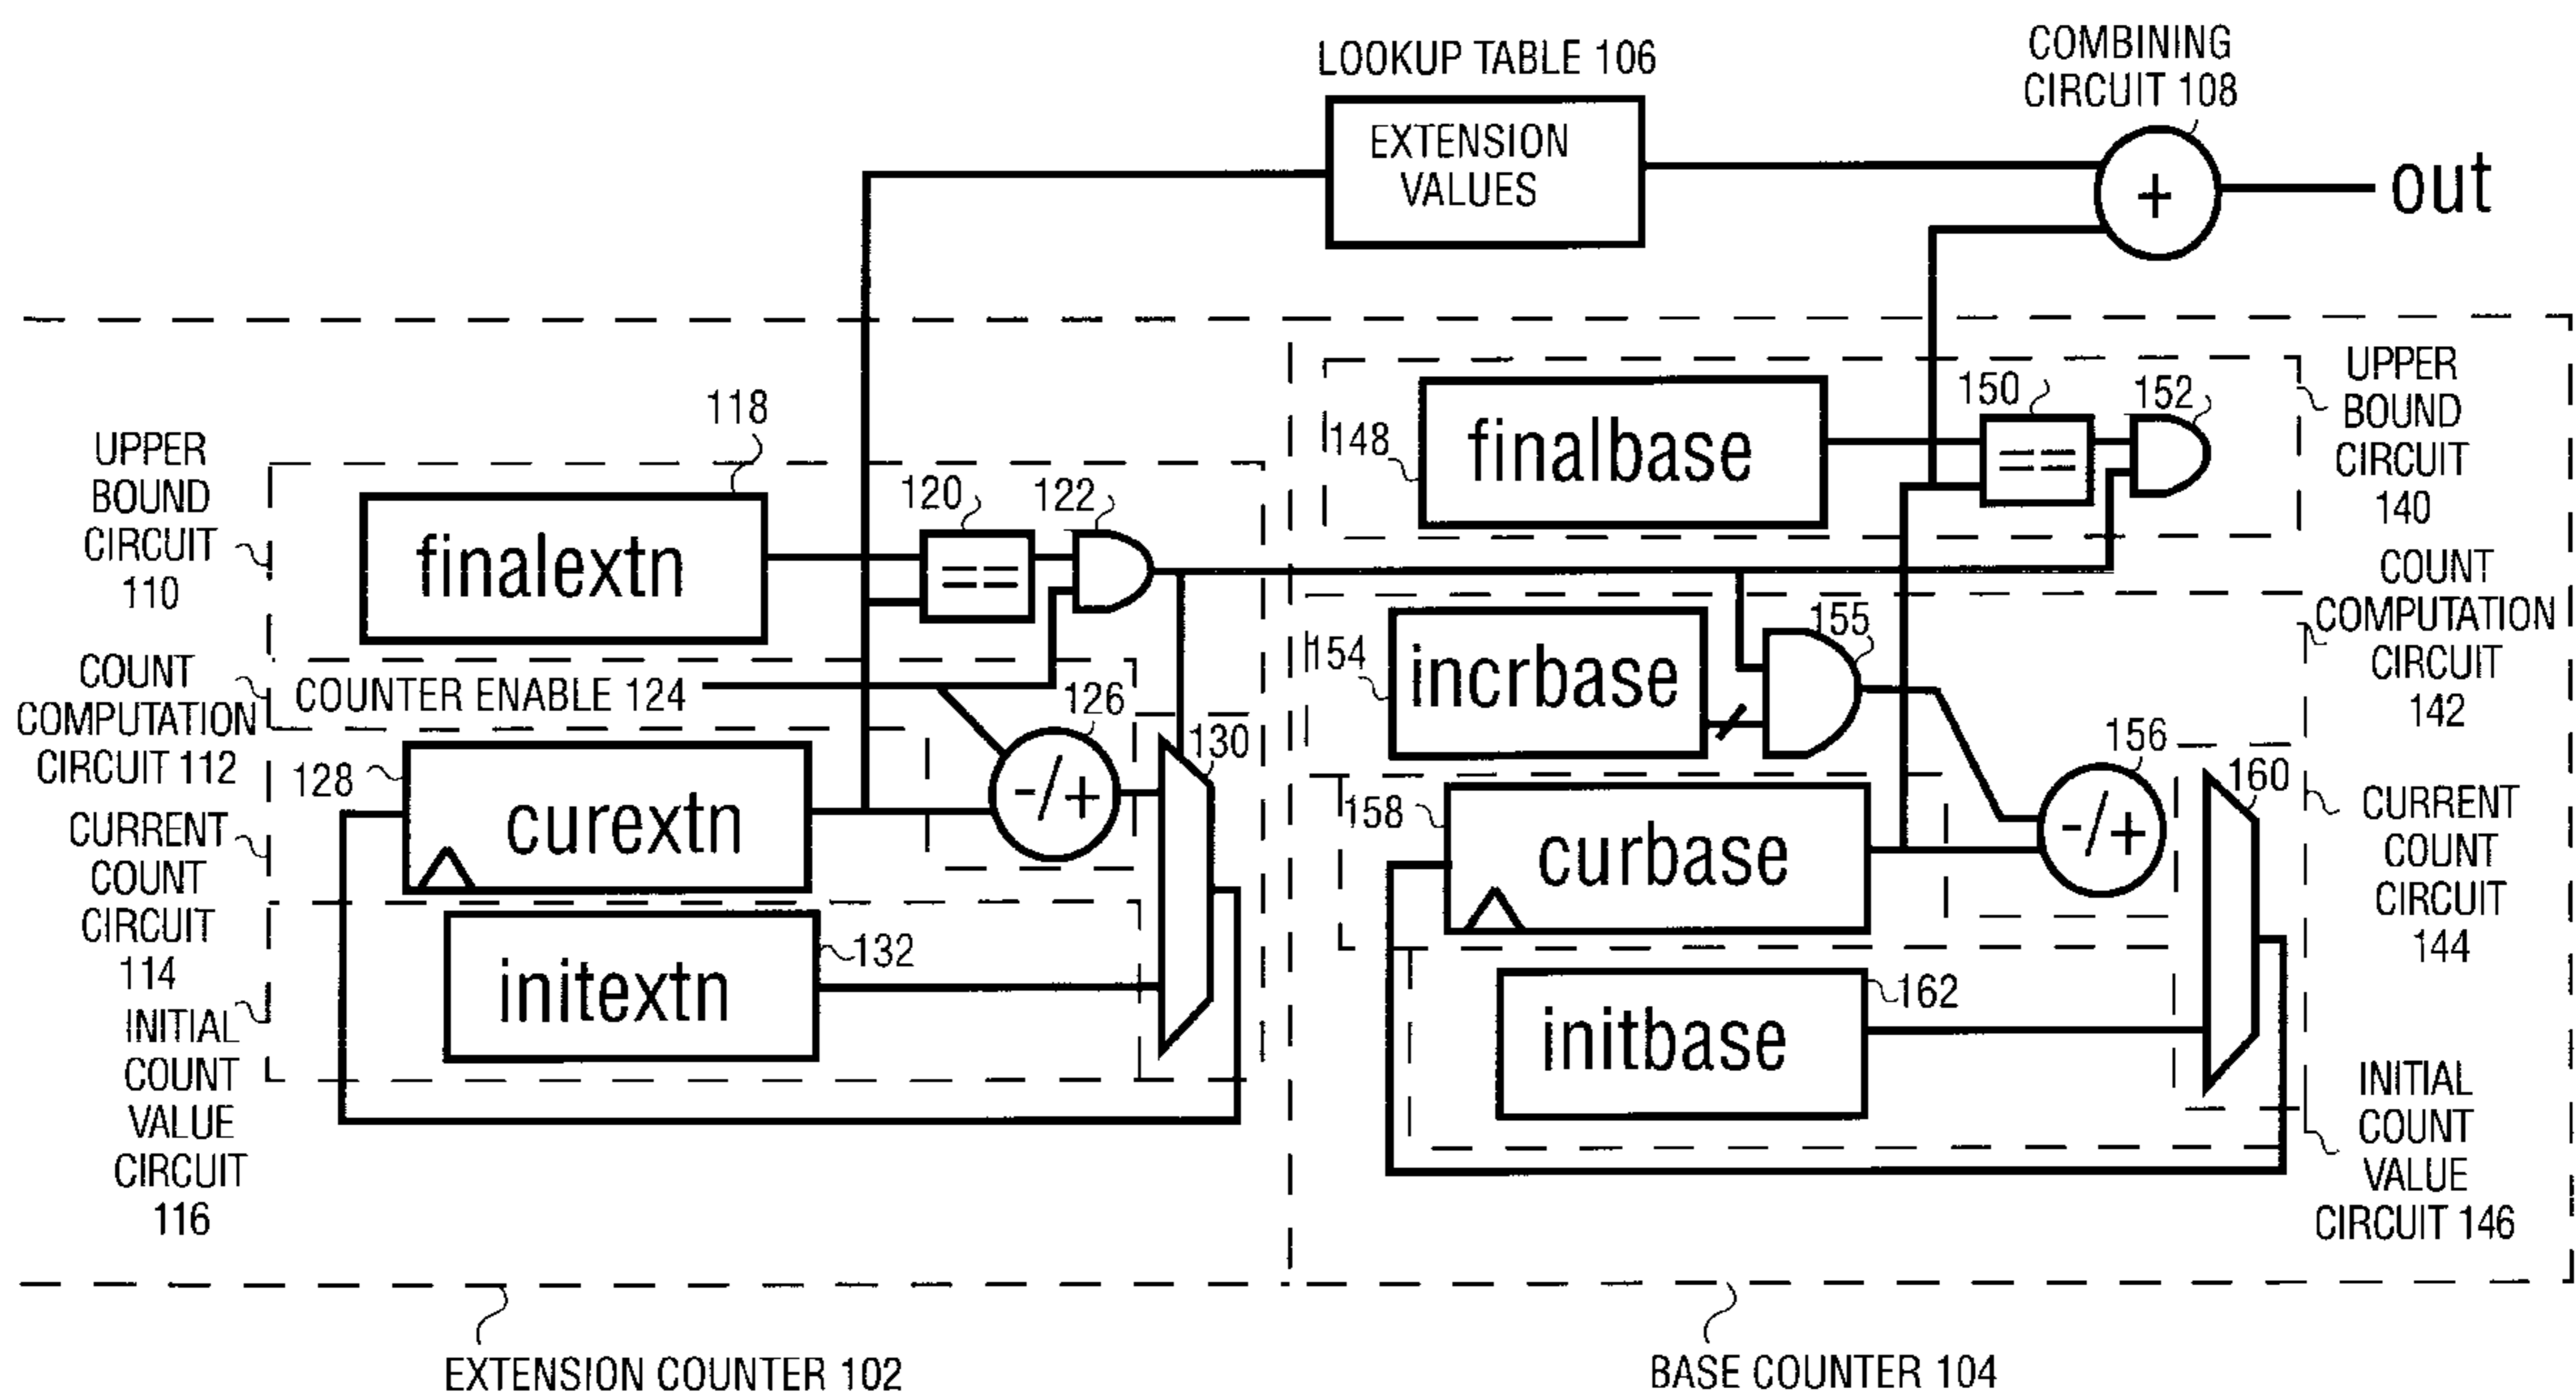 LOOKUP TABLE 106
COMBINING
CIRCUIT 108
EXTENSION
VALUES
+
out
UPPER
BOUND
CIRCUIT
110
118
finalextn
120
==
122
COUNT
COMPUTATION
CIRCUIT 112
COUNTER ENABLE 124
126
-/+
130
CURRENT
COUNT
CIRCUIT
114
128
curextn
INITIAL
COUNT
VALUE
CIRCUIT
116
initextn
132
148
finalbase
150
==
152
UPPER
BOUND
CIRCUIT
140
154
incrbase
155
COUNT
COMPUTATION
CIRCUIT
142
156
-/+
160
158
curbase
CURRENT
COUNT
CIRCUIT
144
initbase
162
INITIAL
COUNT
VALUE
CIRCUIT 146
EXTENSION COUNTER 102
BASE COUNTER 104